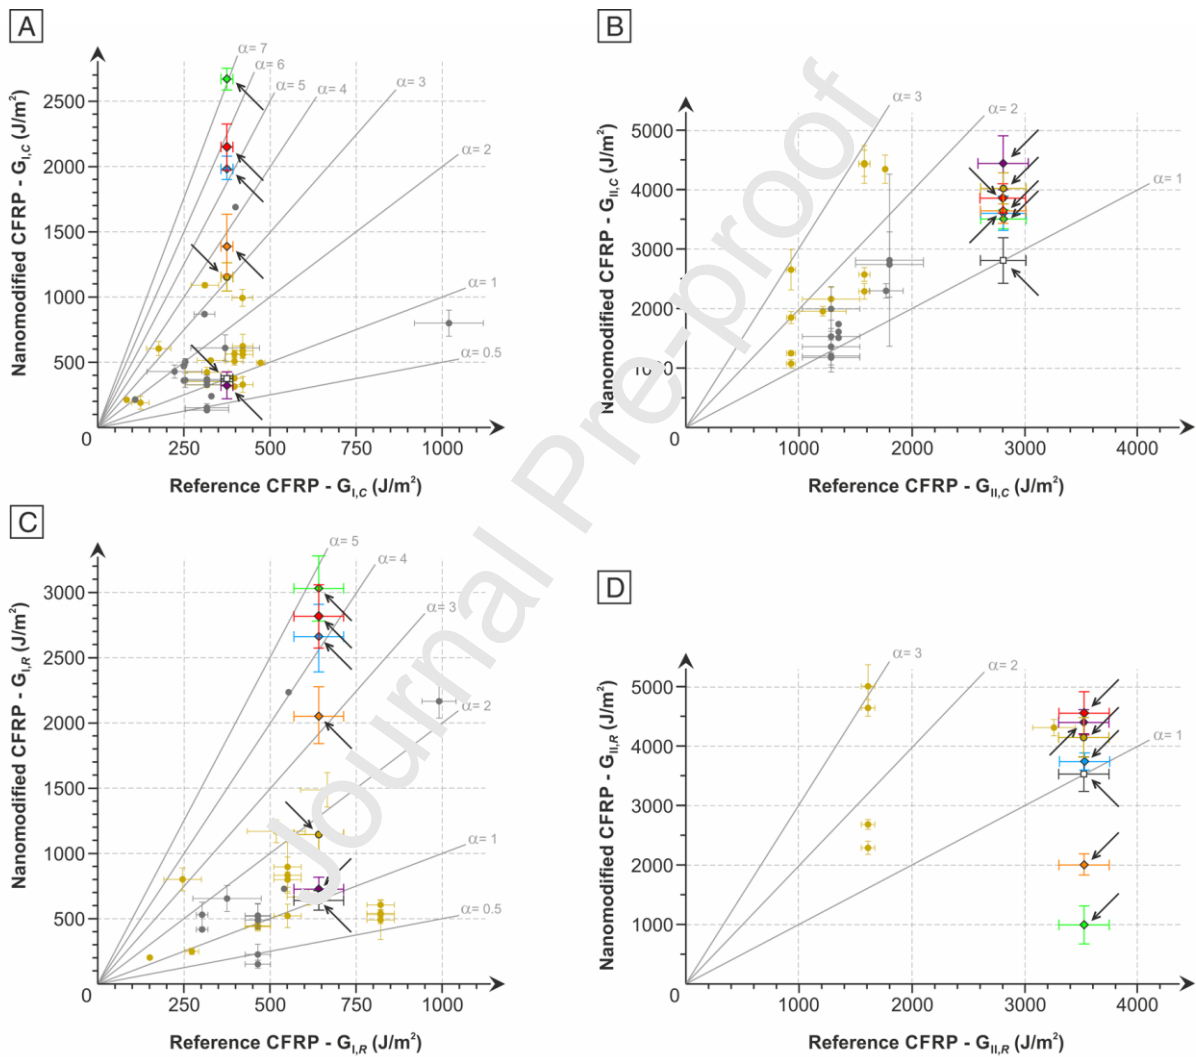 A
α= 7
α= 6
α= 5
α= 4
α= 3
α= 2
α= 1
α= 0.5
Nanomodified CFRP - G_I,C (J/m²)
2500
2000
1500
1000
500
0
250
500
750
1000
Reference CFRP - G_I,C (J/m²)
B
α= 3
α= 2
α= 1
Nanomodified CFRP - G_II,C (J/m²)
5000
4000
3000
2000
1000
0
1000
2000
3000
4000
Reference CFRP - G_II,C (J/m²)
C
α= 5
α= 4
α= 3
α= 2
α= 1
α= 0.5
Nanomodified CFRP - G_I,R (J/m²)
3000
2500
2000
1500
1000
500
0
250
500
750
1000
Reference CFRP - G_I,R (J/m²)
D
α= 3
α= 2
α= 1
Nanomodified CFRP - G_II,R (J/m²)
5000
4000
3000
2000
1000
0
1000
2000
3000
4000
Reference CFRP - G_II,R (J/m²)
Journal Pre-proof